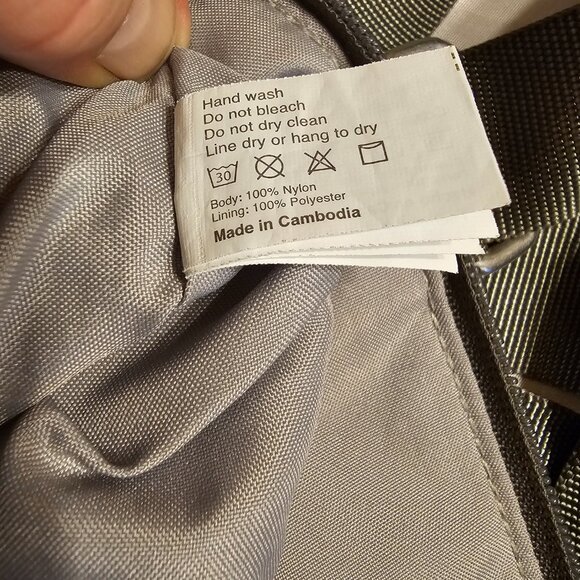 Hand wash
Do not bleach
Do not dry clean
Line dry or hang to dry
30
Body: 100% Nylon
Lining: 100% Polyester
Made in Cambodia